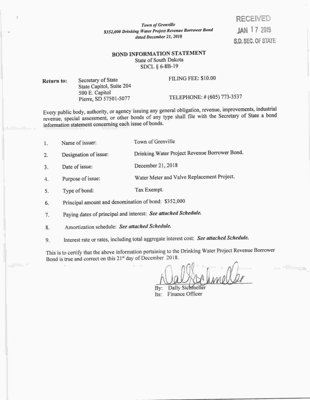 Town of Grenville
$352,000 Drinking Water Project Revenue Borrower Bond
dated December 21, 2018
RECEIVED
JAN 17 2019
S.D. SEC. OF STATE
BOND INFORMATION STATEMENT
State of South Dakota
SDCL § 6-8B-19
Return to: Secretary of State FILING FEE: $10.00
State Capitol, Suite 204
500 E. Capitol
Pierre, SD 57501-5077 TELEPHONE: # (605) 773-3537
Every public body, authority, or agency issuing any general obligation, revenue, improvements, industrial
revenue, special assessment, or other bonds of any type shall file with the Secretary of State a bond
information statement concerning each issue of bonds.
1. Name of issuer: Town of Grenville
2. Designation of issue: Drinking Water Project Revenue Borrower Bond.
3. Date of issue: December 21, 2018
4. Purpose of issue: Water Meter and Valve Replacement Project.
5. Type of bond: Tax Exempt.
6. Principal amount and denomination of bond: $352,000
7. Paying dates of principal and interest: See attached Schedule.
8. Amortization schedule: See attached Schedule.
9. Interest rate or rates, including total aggregate interest cost: See attached Schedule.
This is to certify that the above information pertaining to the Drinking Water Project Revenue Borrower
Bond is true and correct on this 21st day of December 2018.
By: Dally
Its: Finance Officer